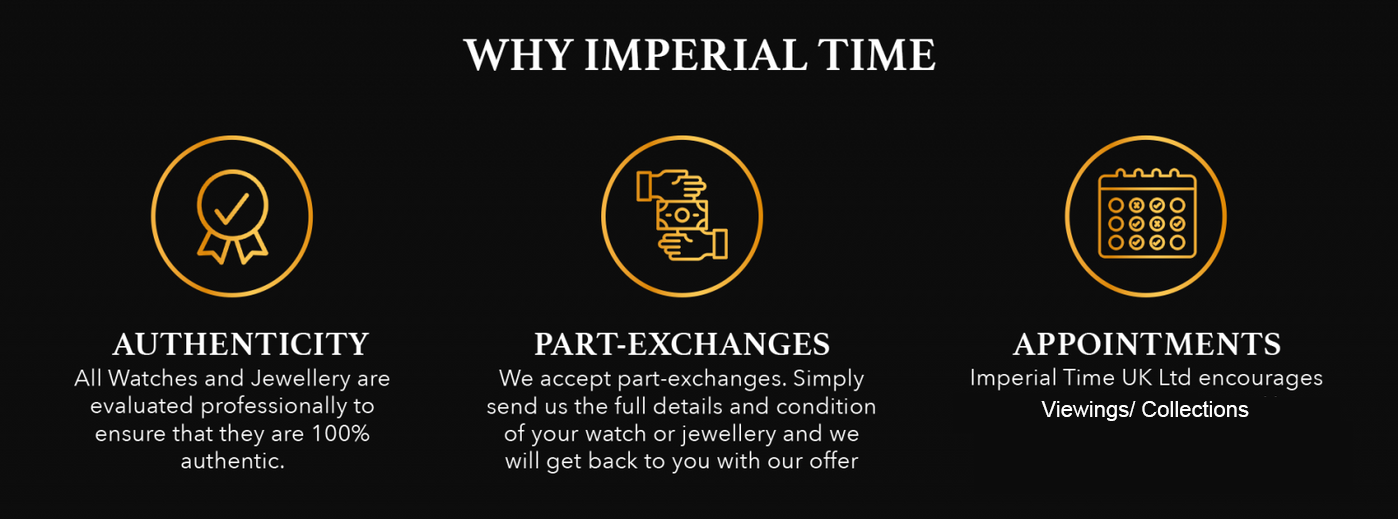 WHY IMPERIAL TIME
AUTHENTICITY
All Watches and Jewellery are
evaluated professionally to
ensure that they are 100%
authentic.
PART-EXCHANGES
We accept part-exchanges. Simply
send us the full details and condition
of your watch or jewellery and we
will get back to you with our offer
APPOINTMENTS
Imperial Time UK Ltd encourages
Viewings/ Collections